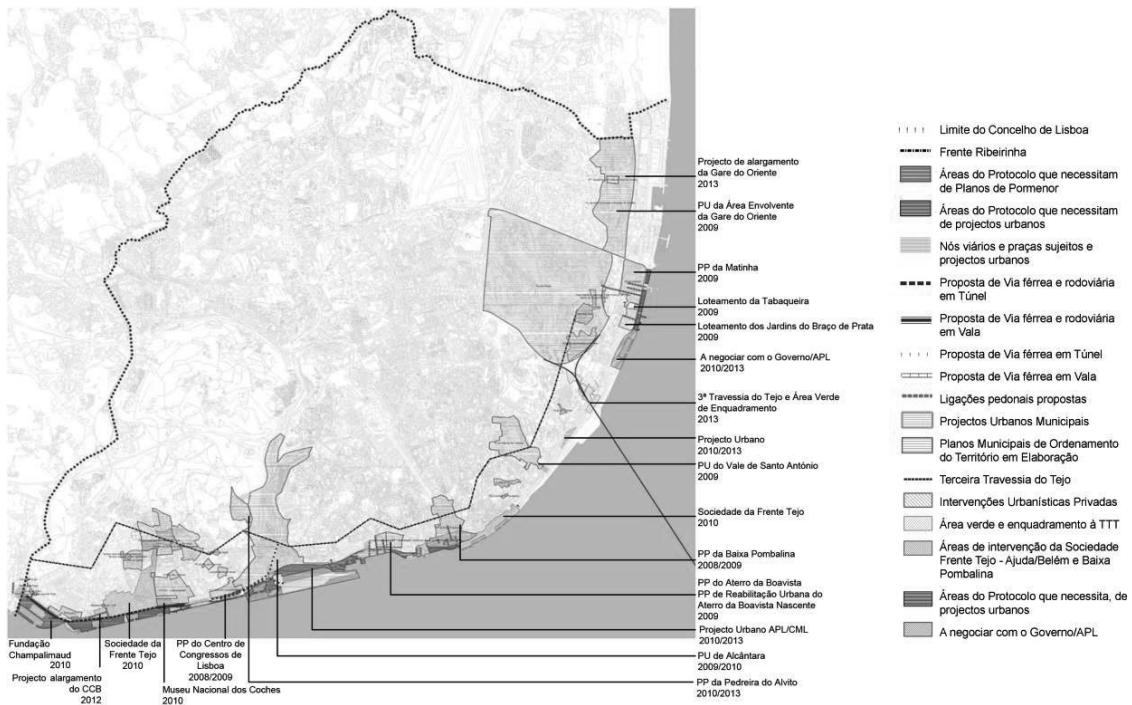 Projecto de alargamento
da Gare do Oriente
2013
PU da Área Envolvente
da Gare do Oriente
2009
PP da Matinha
2009
Loteamento da Tabaqueira
2009
Loteamento dos Jardins do Braço de Prata
2009
A negociar com o Governo/APL
2010/2013
3ª Travessia do Tejo e Área Verde
de Enquadramento
2013
Projecto Urbano
2010/2013
PU do Vale de Santo António
2009
Sociedade da Frente Tejo
2010
PP da Baixa Pombalina
2008/2009
PP do Aterro da Boavista
PP de Reabilitação Urbana do
Aterro da Boavista Nascente
2009
Projecto Urbano APL/CML
2010/2013
PU de Alcântara
2009/2010
PP da Pedreira do Alvito
2010/2013
Fundação
Champalimaud
2010
Projecto alargamento
do CCB
2012
Sociedade da
Frente Tejo
2010
Museu Nacional dos Coches
2010
PP do Centro de
Congressos de
Lisboa
2008/2009
Limite do Concelho de Lisboa
Frente Ribeirinha
Áreas do Protocolo que necessitam
de Planos de Pormenor
Áreas do Protocolo que necessitam
de projectos urbanos
Nós viários e praças sujeitos e
projectos urbanos
Proposta de Via férrea e rodoviária
em Túnel
Proposta de Via férrea e rodoviária
em Vala
Proposta de Via férrea em Túnel
Proposta de Via férrea em Vala
Ligações pedonais propostas
Projectos Urbanos Municipais
Planos Municipais de Ordenamento
do Território em Elaboração
Terceira Travessia do Tejo
Intervenções Urbanísticas Privadas
Área verde e enquadramento à TTT
Áreas de intervenção da Sociedade
Frente Tejo - Ajuda/Belém e Baixa
Pombalina
Áreas do Protocolo que necessita, de
projectos urbanos
A negociar com o Governo/APL